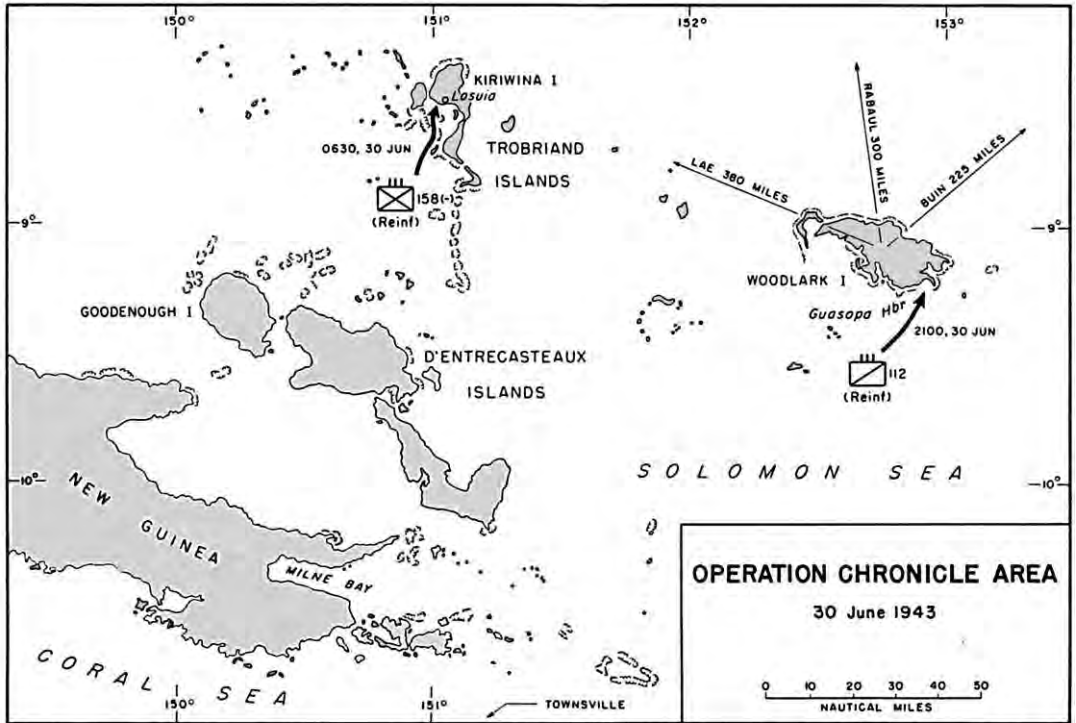 150°
151°
152°
153°
KIRIWINA I
Losuia
0630, 30 JUN
TROBRIAND
ISLANDS
158(-)
(Reinf)
LAE 380 MILES
RABAUL 300 MILES
BUIN 225 MILES
—9°
—9°
WOODLARK I
Guasopa Hbr
2100, 30 JUN
112
(Reinf)
GOODENOUGH I
D'ENTRECASTEAUX
ISLANDS
SOLOMON SEA
—10°
—10°
NEW
GUINEA
MILNE BAY
CORAL SEA
OPERATION CHRONICLE AREA
30 June 1943
0 10 20 30 40 50
NAUTICAL MILES
150°
151°
TOWNSVILLE